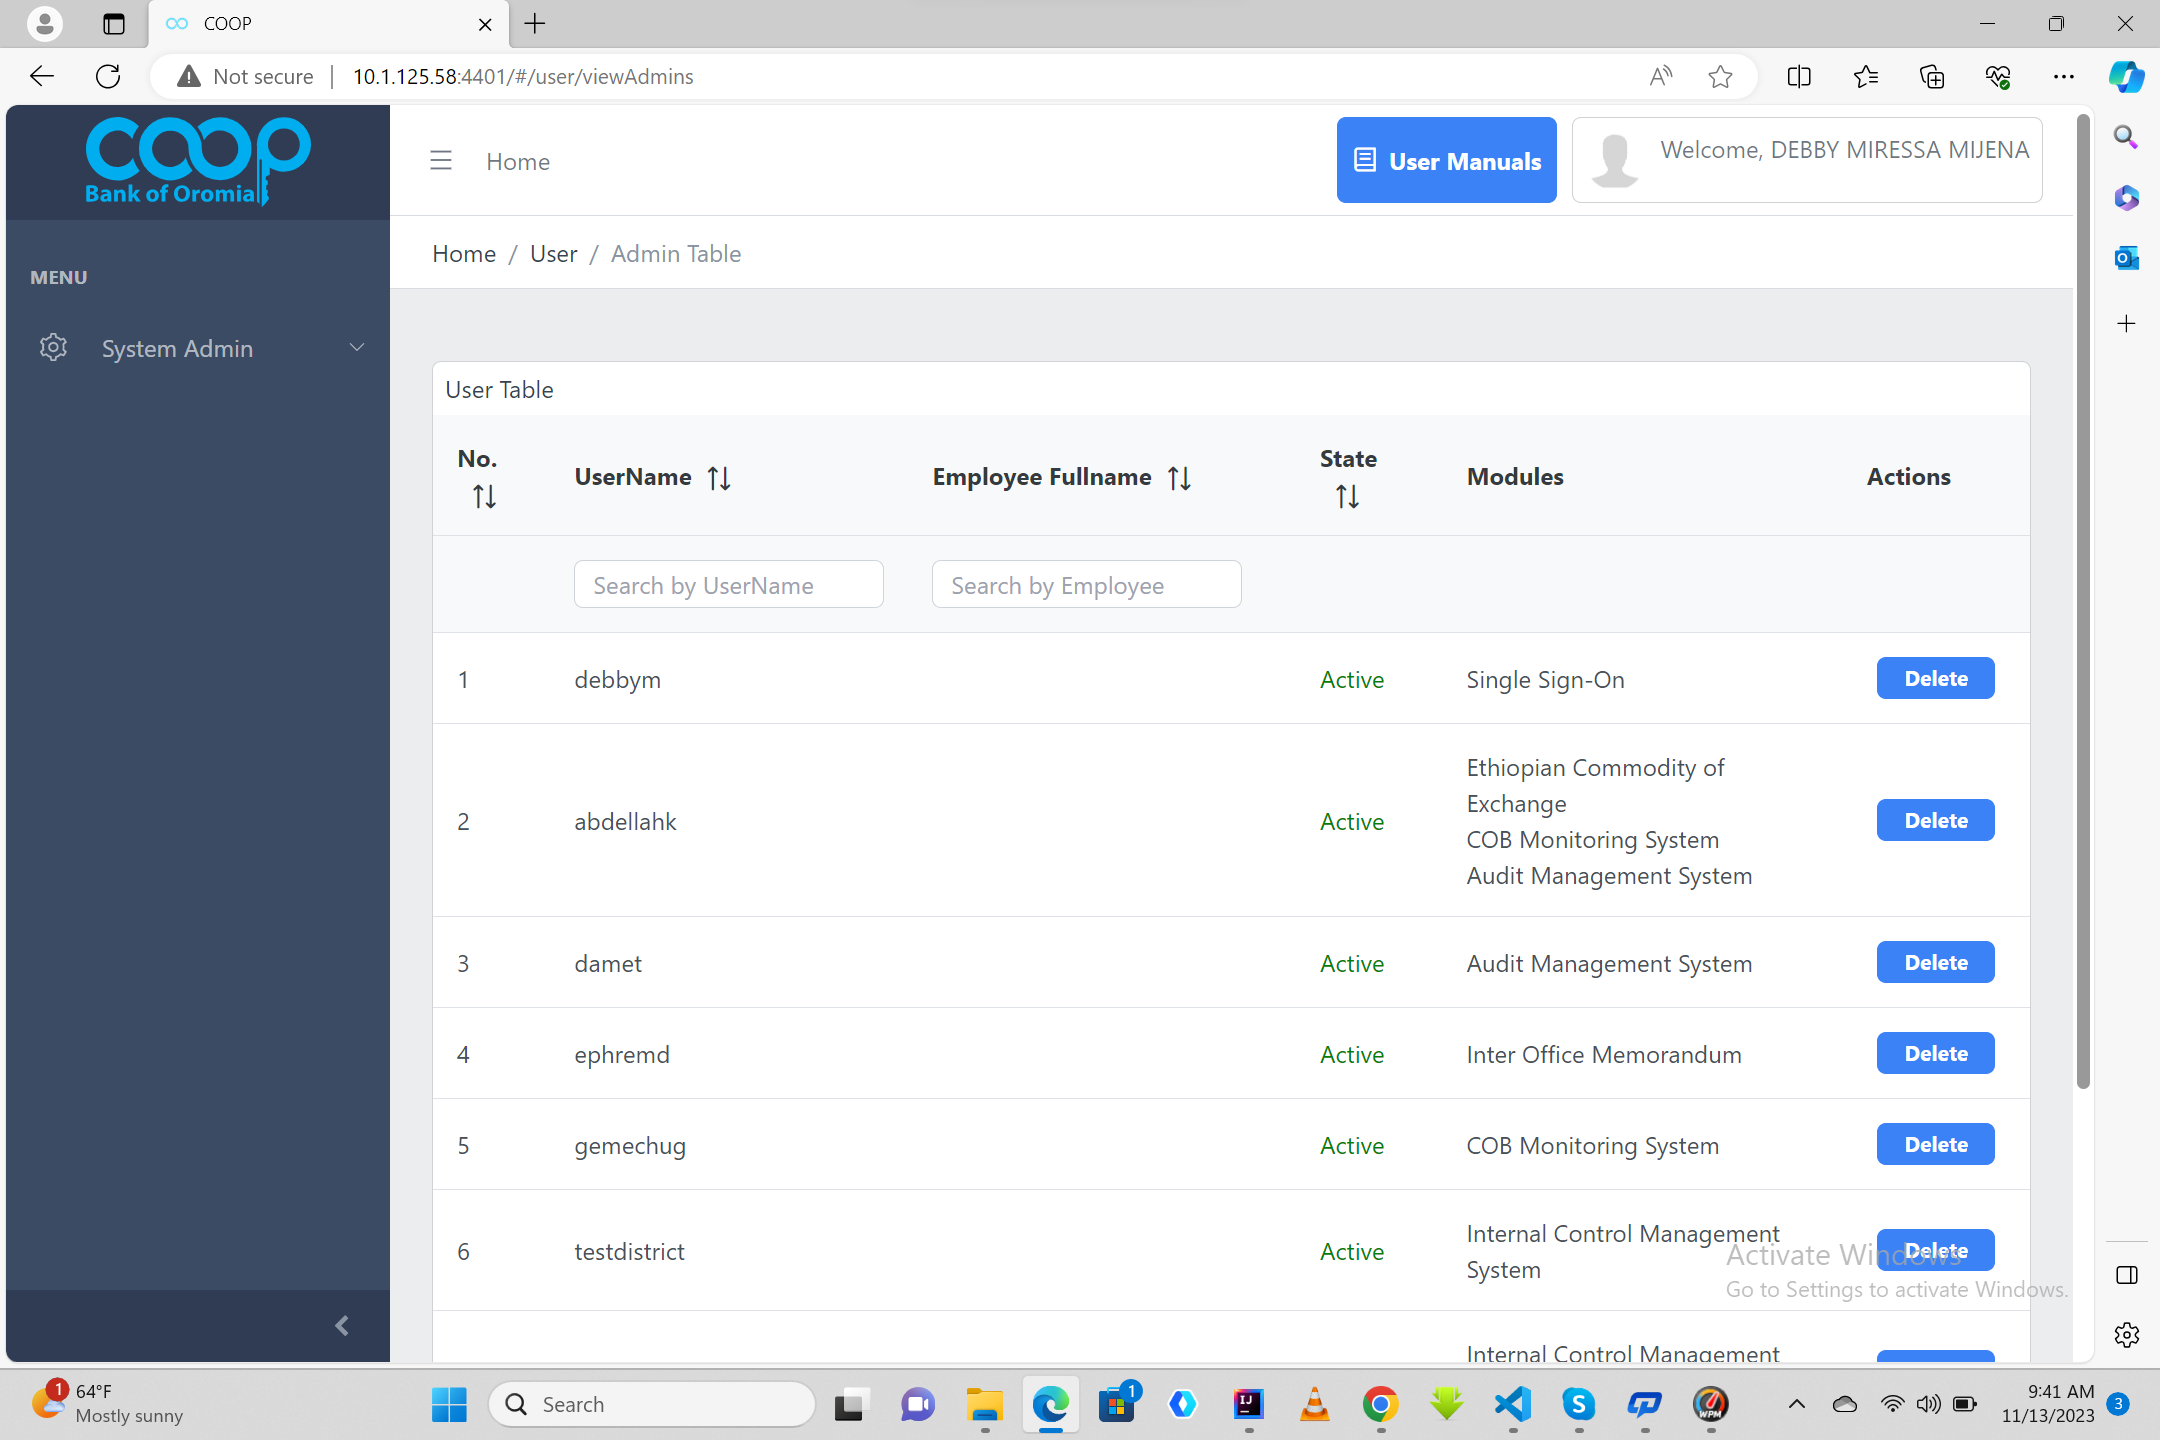 COOP
Not secure
10.1.125.58:4401/#/user/viewAdmins
coop
Bank of Oromia
Home
User Manuals
Welcome, DEBBY MIRESSA MIJENA
Home / User / Admin Table
MENU
System Admin
User Table
No. UserName Employee Fullname State Modules Actions
Search by UserName Search by Employee
1 debbym Active Single Sign-On Delete
2 abdellahk Active Ethiopian Commodity of
Exchange
COB Monitoring System
Audit Management System
Delete
3 damet Active Audit Management System Delete
4 ephremd Active Inter Office Memorandum Delete
5 gemechug Active COB Monitoring System Delete
6 testdistrict Active Internal Control Management
System
Delete
Activate Windows
Go to Settings to activate Windows.
Internal Control Management
1
64°F
Mostly sunny
Search
1
IJ
WPM
9:41 AM
11/13/2023
3